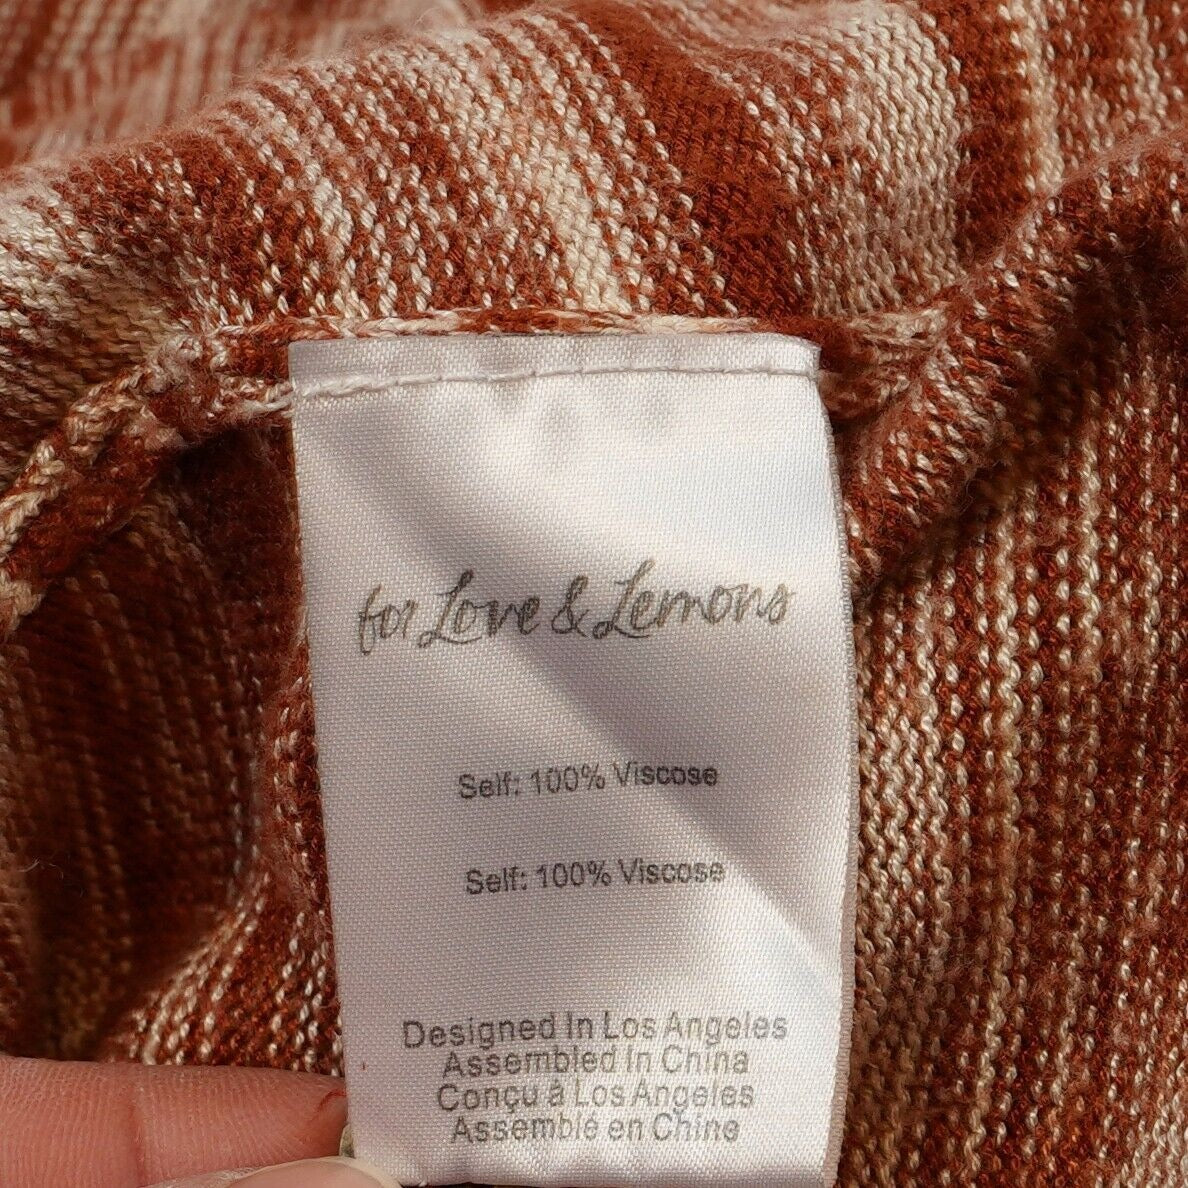 for Love & Lemons
Self: 100% Viscose
Self: 100% Viscose
Designed In Los Angeles
Assembled In China
Conçu à Los Angeles
Assemblé en Chine